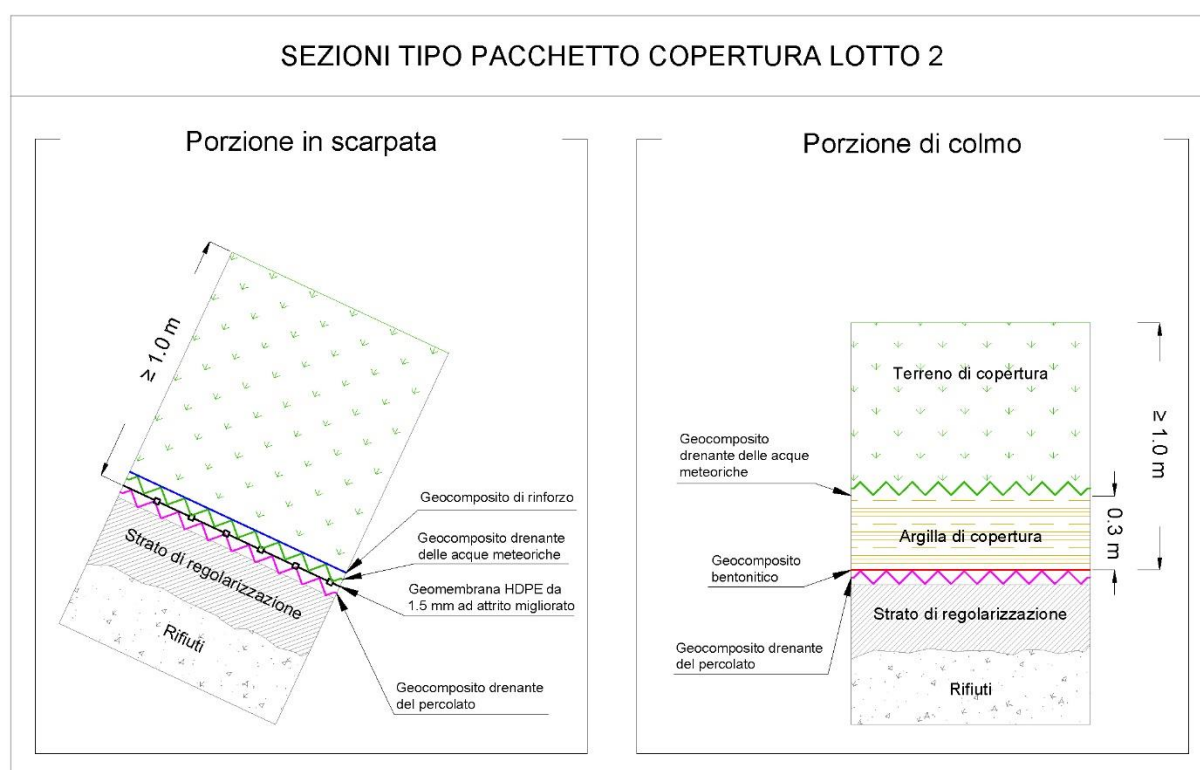 SEZIONI TIPO PACCHETTO COPERTURA LOTTO 2
Porzione in scarpata
≥ 1.0 m
Geocomposito di rinforzo
Geocomposito drenante
delle acque meteoriche
Geomembrana HDPE da
1.5 mm ad attrito migliorato
Strato di regolarizzazione
Rifiuti
Geocomposito drenante
del percolato
Porzione di colmo
Terreno di copertura
≥ 1.0 m
Geocomposito
drenante delle acque
meteoriche
0.3 m
Argilla di copertura
Geocomposito
bentonitico
Strato di regolarizzazione
Geocomposito drenante
del percolato
Rifiuti